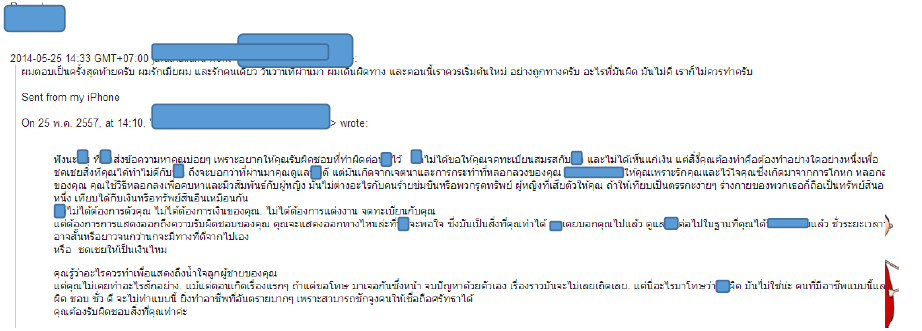 2014-05-25 14:33 GMT+07:00
ผมตอบเป็นครั้งสุดท้ายครับ ผมรักเมียผม และรักคนเดียว วันวานที่ผ่านมา ผมเดินผิดทาง และตอนนี้เราควรเริ่มต้นใหม่ อย่างถูกทางครับ อะไรที่มันผิด มันไม่ดี เราก็ไม่ควรทำครับ
Sent from my iPhone
On 25 พ.ค. 2557, at 14:10, > wrote:
ฟังนะ ที่ ส่งข้อความหาคุณบ่อยๆ เพราะอยากให้คุณรับผิดชอบที่ทำผิดต่อ ไว้ ไม่ได้ขอให้คุณจดทะเบียนสมรสกับ และไม่ได้เห็นแก่เงิน แต่สิ่งคุณต้องทำคือต้องทำอย่างใดอย่างหนึ่งเพื่อ
ชดเชยสิ่งที่คุณได้ทำไม่ดีกับ ถึงจะบอกว่าที่ผ่านมาคุณดูแล ดี แต่มันเกิดจากเจตนาและการกระทำที่หลอกลวงของคุณ ให้คุณเพราะรักคุณและไว้ใจคุณซึ่งเกิดมาจากการโกหก หลอกล
ของคุณ คุณใช้วิธีหลอกลงเพื่อคบหาและมีสัมพันธ์กับผู้หญิง มันไม่ต่างอะไรกับคนร้ายข่มขืนหรือพวกรูดทรัพย์ ผู้หญิงที่เสียตัวให้คุณ ถ้าให้เทียบเป็นตรรกะง่ายๆ ร่างกายของพวกเธอก็ถือเป็นทรัพย์สินอ
หนึ่ง เทียบได้กับเงินหรือทรัพย์สินอื่นเหมือนกัน
ไม่ได้ต้องการตัวคุณ ไม่ได้ต้องการเงินของคุณ. ไม่ได้ต้องการแต่งงาน จดทะเบียนกับคุณ
แต่ต้องการการแสดงออกถึงความรับผิดชอบของคุณ คุณจะแสดงออกทางไหนล่ะที่ จะพอใจ ซึ่งมันเป็นสิ่งที่คุณทำได้ เคยบอกคุณไปแล้ว ดูแล ต่อไปในฐานที่คุณได้ แล้ว ชั่วระยะเวลา
อาจสั้นหรือยาวจนกว่า จะมีทางที่ดีจากไปเอง
หรือ ชดเชยให้เป็นเงินไหม
คุณรู้ว่าอะไรควรทำเพื่อแสดงถึงน้ำใจลูกผู้ชายของคุณ
แต่คุณไม่เคยทำอะไรสักอย่าง. แม้แต่ตอนเกิดเรื่องแรกๆ ถ้าแค่ขอโทษ มาเจอกันซึ่งหน้า จบปัญหาด้วยตัวเอง เรื่องราวมันจะไม่เลยเถิดเลย. แต่นี่อะไรมาโทษว่า ผิด มันไม่ใช่นะ คนที่มีอาชีพแบบนี้แล
ผิด ชอบ ชั่ว ดี จะไม่ทำแบบนี้ ยิ่งทำอาชีพที่อันตรายมากๆ เพราะสามารถชักจูงคนให้เชื่อถือศรัทธาได้
คุณต้องรับผิดชอบสิ่งที่คุณทำค่ะ